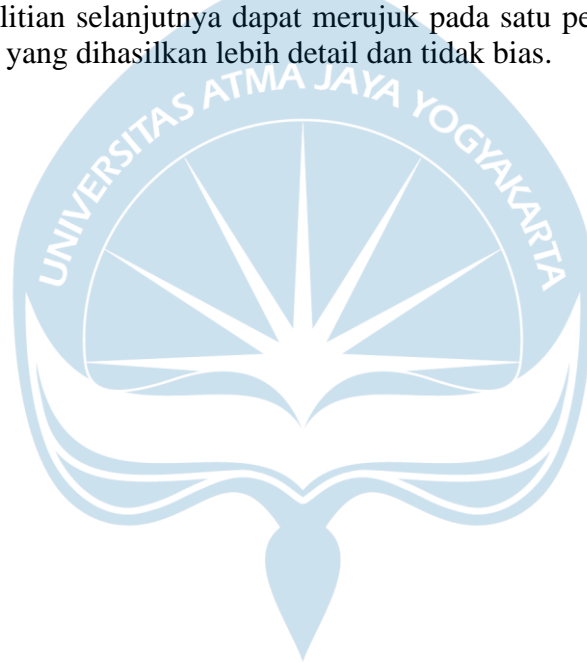 litian selanjutnya dapat merujuk pada satu pe
yang dihasilkan lebih detail dan tidak bias.
UNIVERSITAS ATMA JAYA YOGYAKARTA